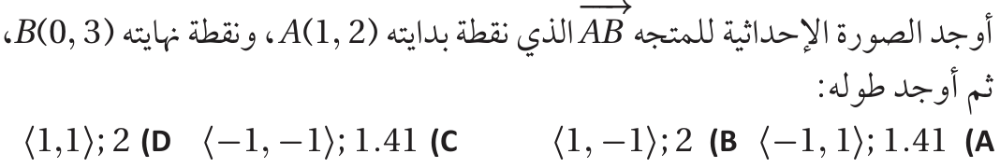 أوجد الصورة الإحداثية للمتجه AB الذي نقطة بدايته A(1, 2)، ونقطة نهايته B(0, 3)،
ثم أوجد طوله:
A) ⟨−1, 1⟩; 1.41 B) ⟨1, −1⟩; 2 C) ⟨−1, −1⟩; 1.41 D) ⟨1,1⟩; 2